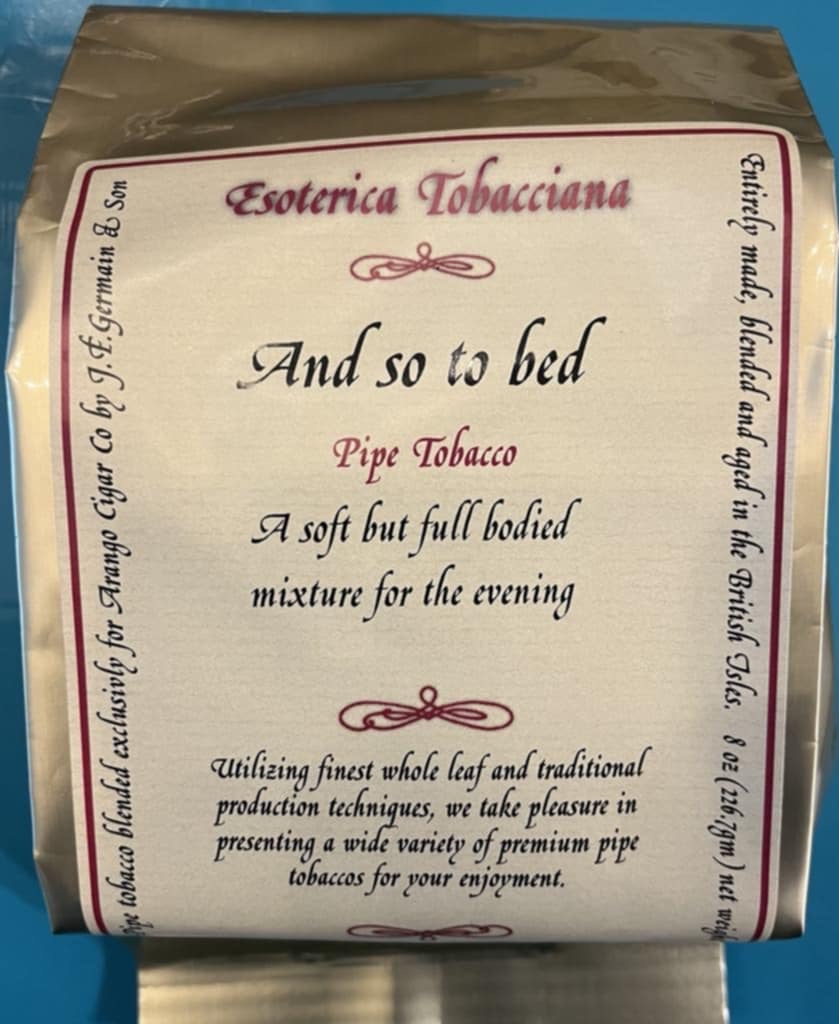 Esoterica Tobacciana
And so to bed
Pipe Tobacco
A soft but full bodied
mixture for the evening
Utilizing finest whole leaf and traditional
production techniques, we take pleasure in
presenting a wide variety of premium pipe
tobaccos for your enjoyment.
Pipe tobacco blended exclusivly for Arango Cigar Co by J.F.Germain & Son
Entirely made, blended and aged in the British Isles. 8 oz (226.7gm) net weigh